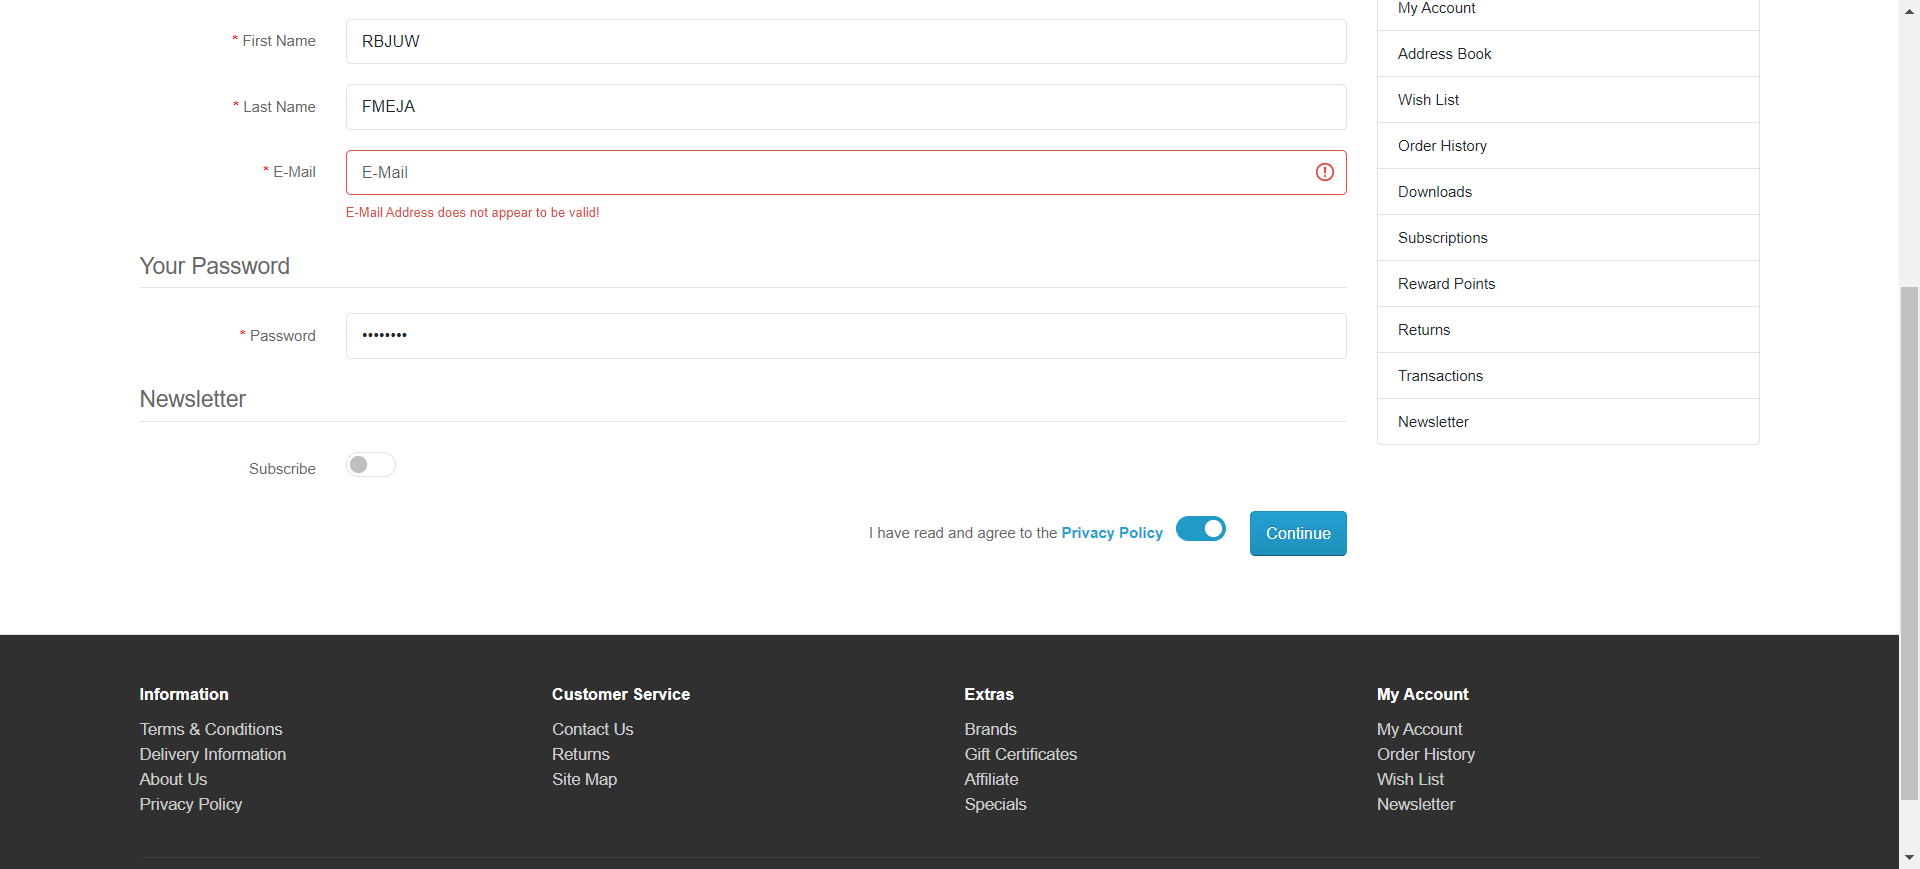 * First Name
RBJUW
* Last Name
FMEJA
* E-Mail
E-Mail
E-Mail Address does not appear to be valid!
Your Password
* Password
••••••••
Newsletter
Subscribe
I have read and agree to the Privacy Policy
Continue
My Account
Address Book
Wish List
Order History
Downloads
Subscriptions
Reward Points
Returns
Transactions
Newsletter
Information
Terms & Conditions
Delivery Information
About Us
Privacy Policy
Customer Service
Contact Us
Returns
Site Map
Extras
Brands
Gift Certificates
Affiliate
Specials
My Account
My Account
Order History
Wish List
Newsletter